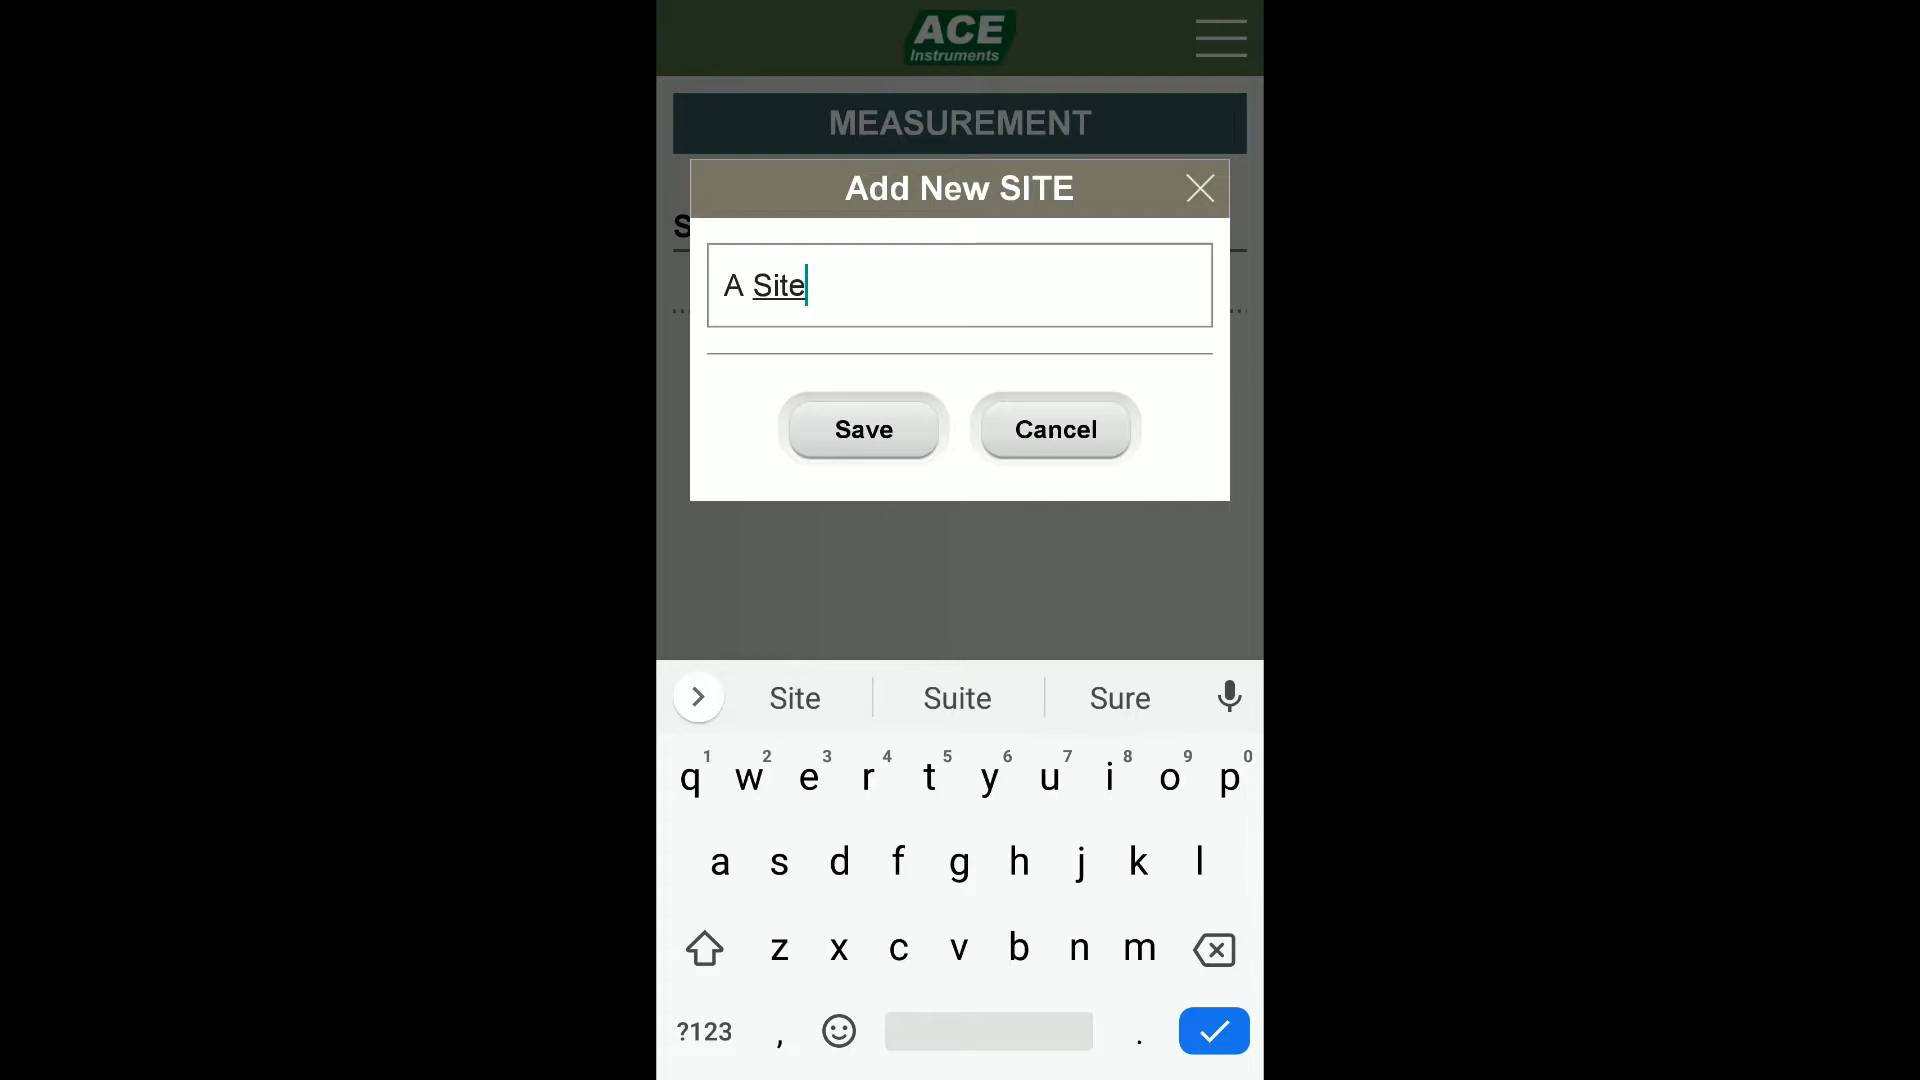 ACE
Instruments
MEASUREMENT
Add New SITE
S
A Site
Save Cancel
Site Suite Sure
1 2 3 4 5 6 7 8 9 0
q w e r t y u i o p
a s d f g h j k l
z x c v b n m
?123 , .